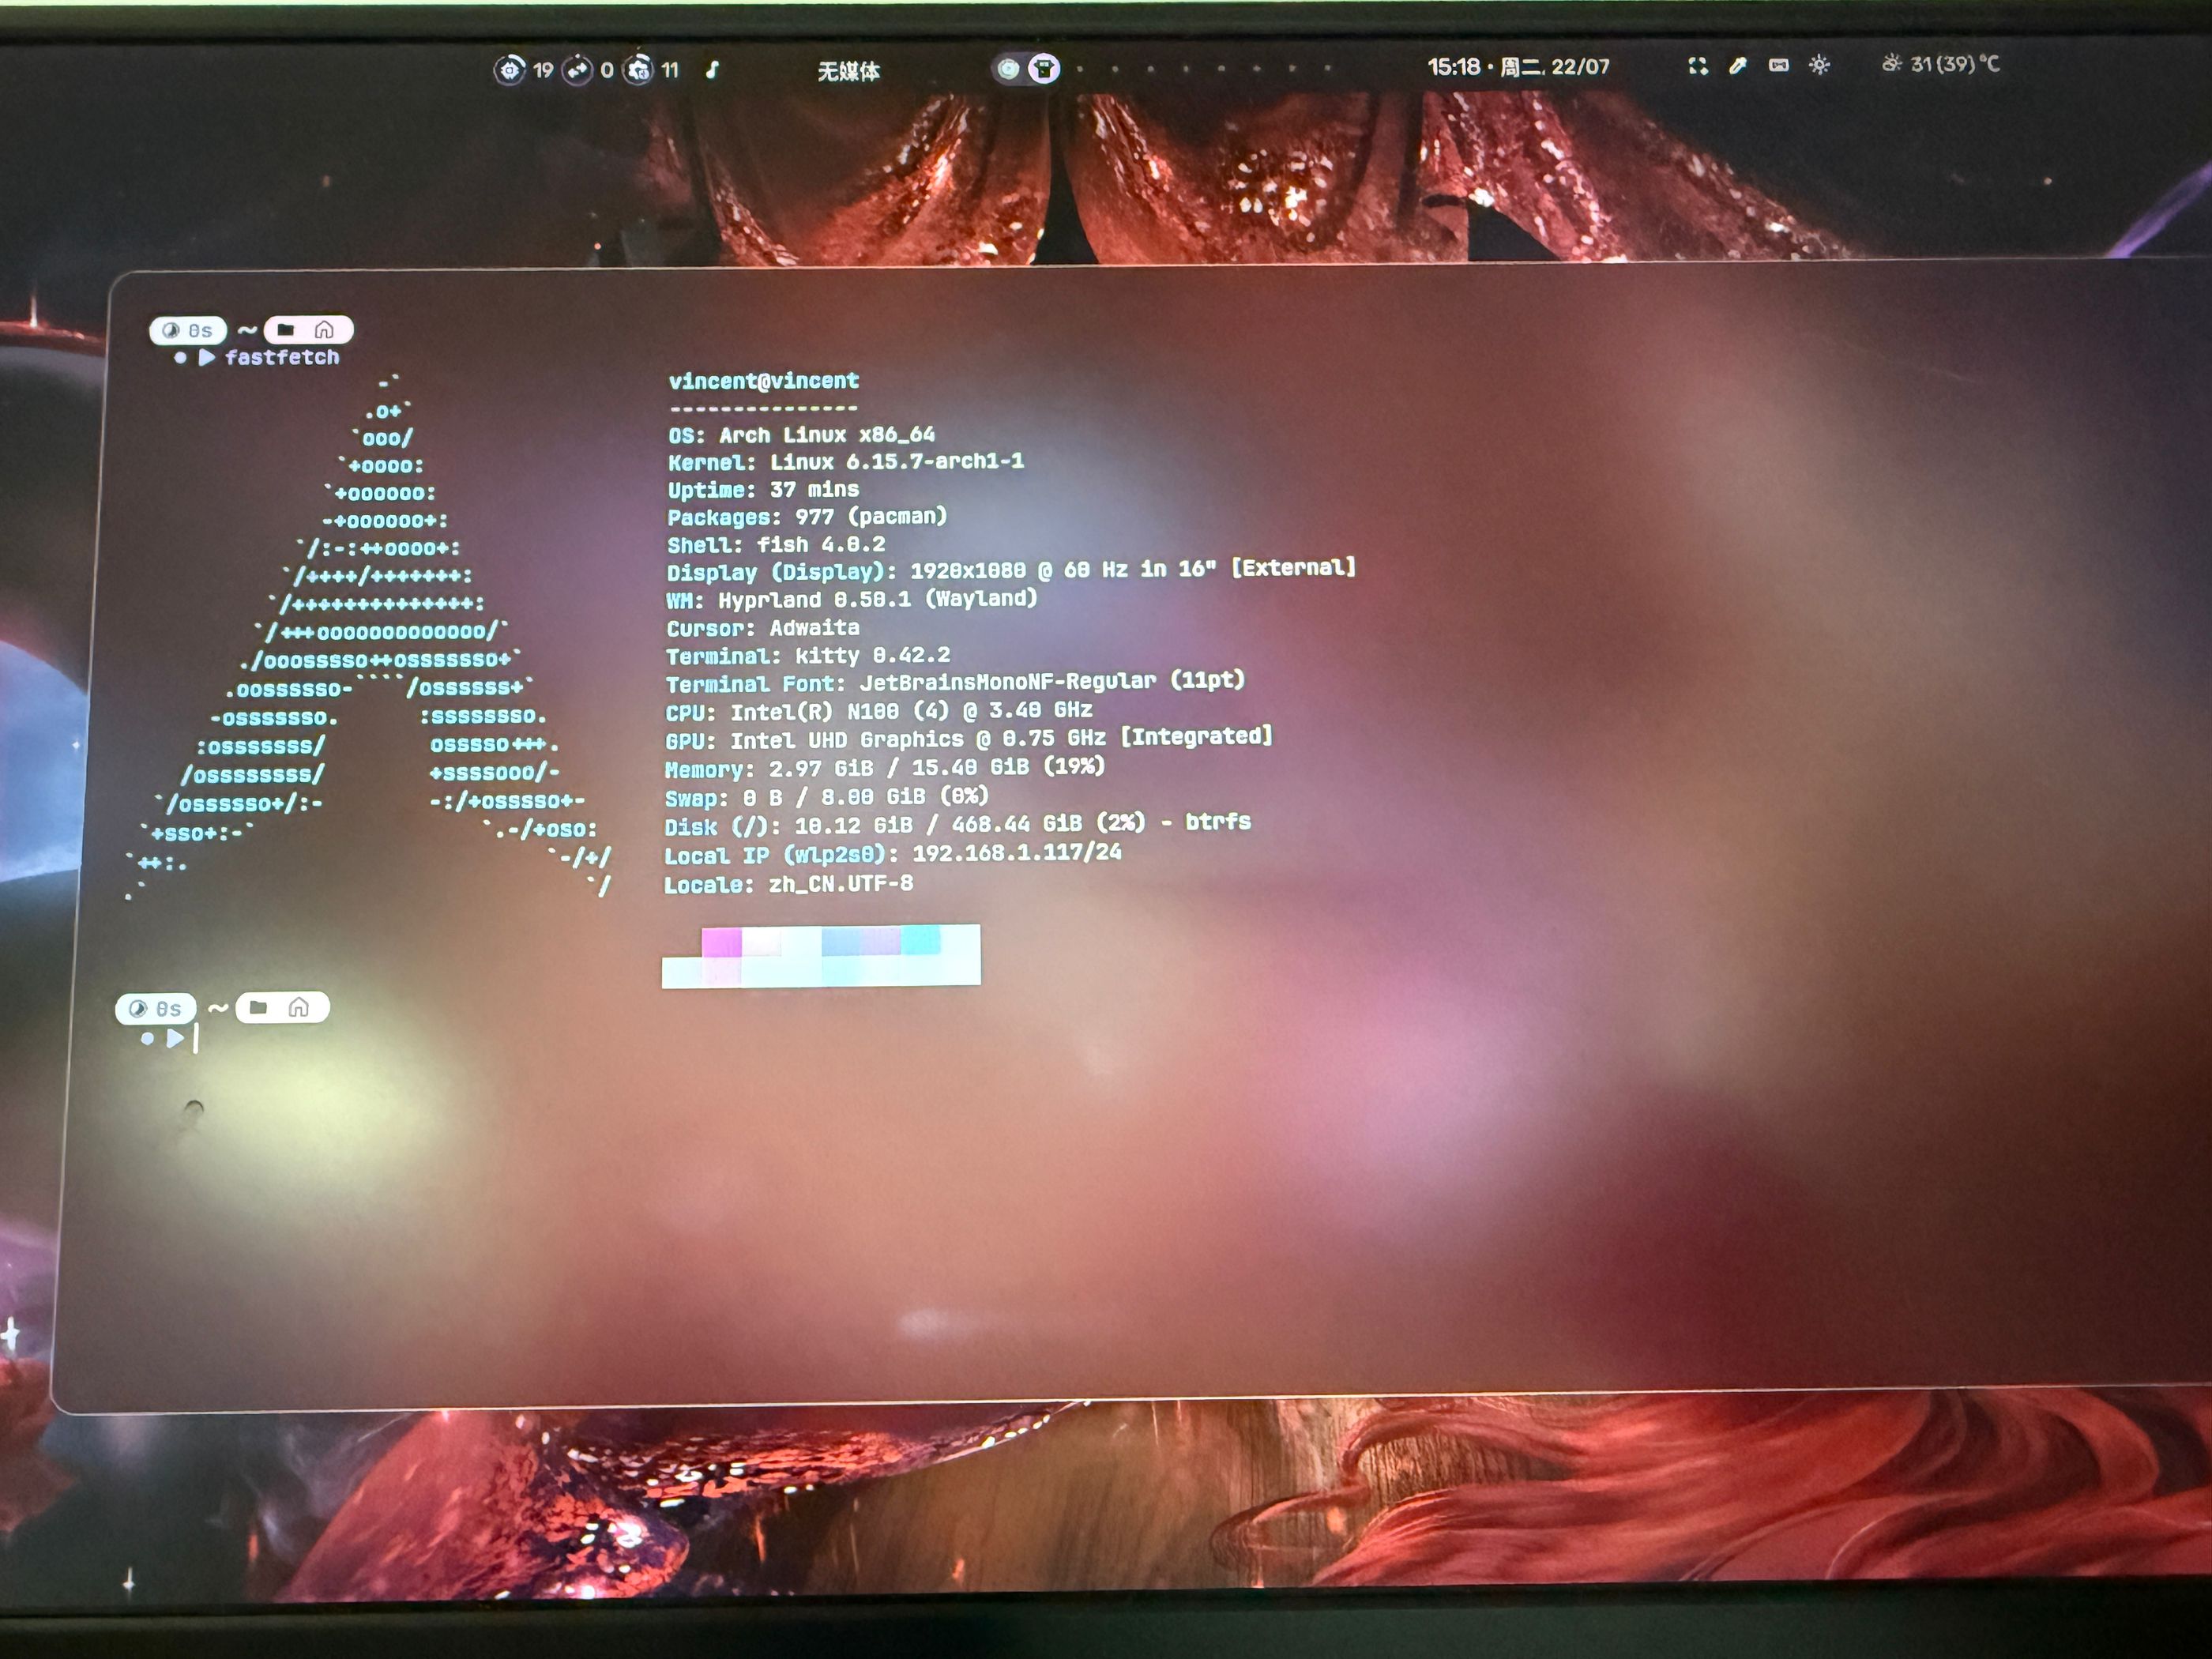 19 0 11 无媒体 15:18 • 周二, 22/07 31 (39) °C
0s ~
fastfetch
-`
.o+`
`ooo/
`+oooo:
`+oooooo:
-+oooooo+:
`/:-:++oooo+:
`/++++/+++++++:
`/++++++++++++++:
`/+++ooooooooooooo/`
./ooosssso++osssssso+`
.oossssso-````/ossssss+`
-osssssso. :ssssssso.
:osssssss/ osssso+++.
/ossssssss/ +ssssooo/-
`/ossssso+/:- -:/+osssso+-
`+sso+:-` `.-/+oso:
`++:. `-/+/
.` `/
vincent@vincent
---------------
OS: Arch Linux x86_64
Kernel: Linux 6.15.7-arch1-1
Uptime: 37 mins
Packages: 977 (pacman)
Shell: fish 4.0.2
Display (Display): 1920x1080 @ 60 Hz in 16" [External]
WM: Hyprland 0.50.1 (Wayland)
Cursor: Adwaita
Terminal: kitty 0.42.2
Terminal Font: JetBrainsMonoNF-Regular (11pt)
CPU: Intel(R) N100 (4) @ 3.40 GHz
GPU: Intel UHD Graphics @ 0.75 GHz [Integrated]
Memory: 2.97 GiB / 15.40 GiB (19%)
Swap: 0 B / 8.00 GiB (0%)
Disk (/): 10.12 GiB / 468.44 GiB (2%) - btrfs
Local IP (wlp2s0): 192.168.1.117/24
Locale: zh_CN.UTF-8
0s ~